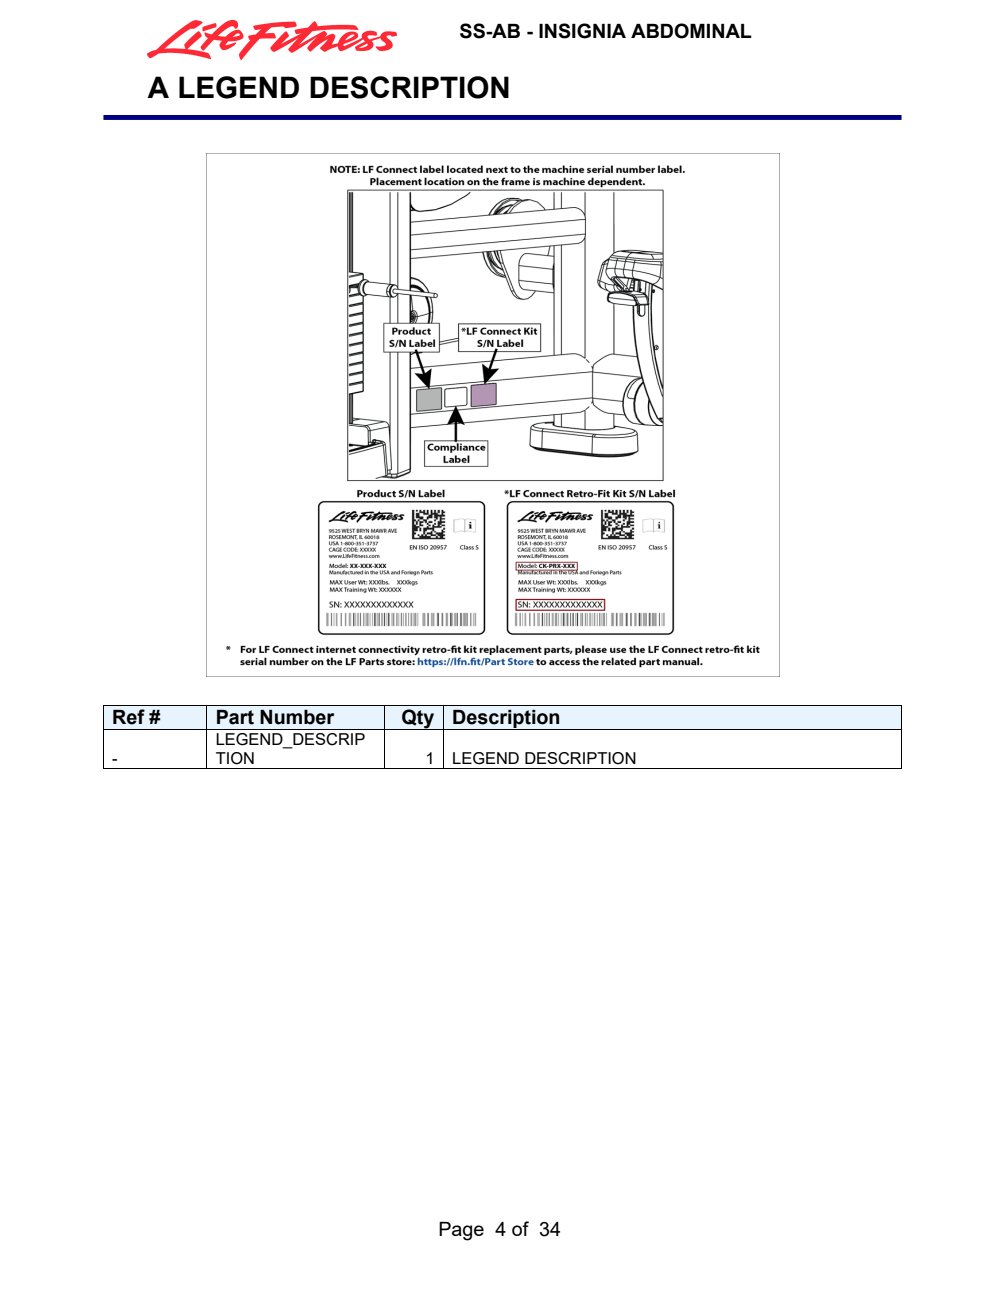 Life Fitness
SS-AB - INSIGNIA ABDOMINAL
A LEGEND DESCRIPTION
NOTE: LF Connect label located next to the machine serial number label.
Placement location on the frame is machine dependent.
Product
S/N Label
*LF Connect Kit
S/N Label
Compliance
Label
Product S/N Label
Life Fitness
9525 WEST BRYN MAWR AVE
ROSEMONT, IL 60018
USA 1-800-351-3737
CAGE CODE: XXXXX
www.LifeFitness.com
EN ISO 20957 Class S
Model: XX-XXX-XXX
Manufactured in the USA and Foriegn Parts
MAX User Wt: XXXlbs. XXXkgs
MAX Training Wt: XXXXXX
SN: XXXXXXXXXXXXX
*LF Connect Retro-Fit Kit S/N Label
Life Fitness
9525 WEST BRYN MAWR AVE
ROSEMONT, IL 60018
USA 1-800-351-3737
CAGE CODE: XXXXX
www.LifeFitness.com
EN ISO 20957 Class S
Model: CK-PRX-XXX
Manufactured in the USA and Foriegn Parts
MAX User Wt: XXXlbs. XXXkgs
MAX Training Wt: XXXXXX
SN: XXXXXXXXXXXXX
* For LF Connect internet connectivity retro-fit kit replacement parts, please use the LF Connect retro-fit kit
serial number on the LF Parts store: https://lfn.fit/Part Store to access the related part manual.
Ref # Part Number Qty Description
LEGEND_DESCRIP
- TION 1 LEGEND DESCRIPTION
Page 4 of 34